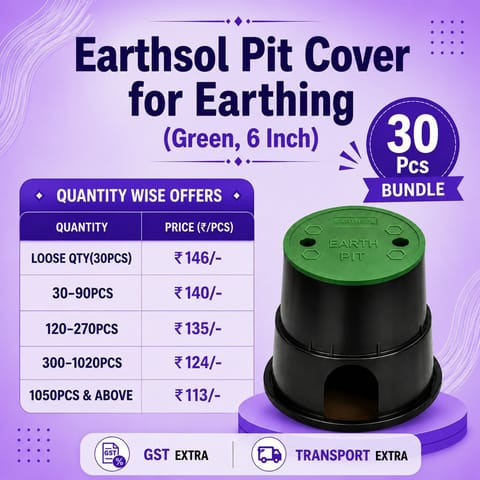 Earthsol Pit Cover
for Earthing
(Green, 6 Inch)
30
Pcs
BUNDLE
QUANTITY WISE OFFERS
QUANTITY PRICE (₹/PCS)
LOOSE QTY(30PCS) ₹146/-
30-90PCS ₹140/-
120-270PCS ₹135/-
300-1020PCS ₹124/-
1050PCS & ABOVE ₹113/-
EARTH
PIT
GST
%
GST EXTRA
TRANSPORT EXTRA